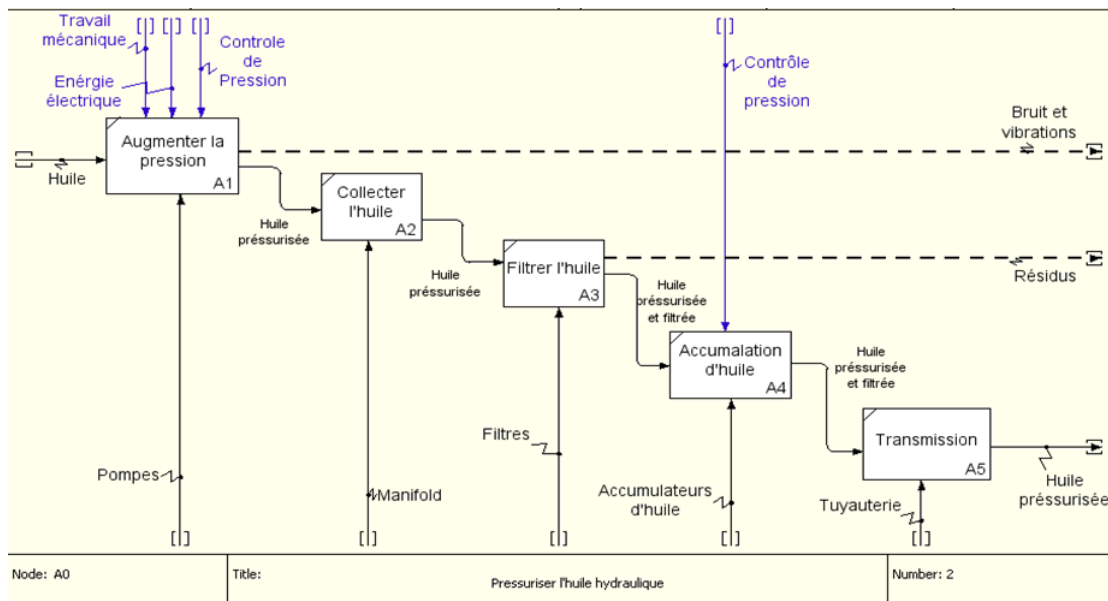 Travail
mécanique
Enérgie
électrique
Controle
de
Pression
Contrôle
de
pression
Augmenter la
pression
A1
Huile
Bruit et
vibrations
Huile
préssurisée
Collecter
l'huile
A2
Huile
préssurisée
Filtrer l'huile
A3
Résidus
Huile
préssurisée
et filtrée
Accumalation
d'huile
A4
Huile
préssurisée
et filtrée
Transmission
A5
Huile
préssurisée
Pompes
Manifold
Filtres
Accumulateurs
d'huile
Tuyauterie
Node: A0
Title:
Pressuriser l'huile hydraulique
Number: 2